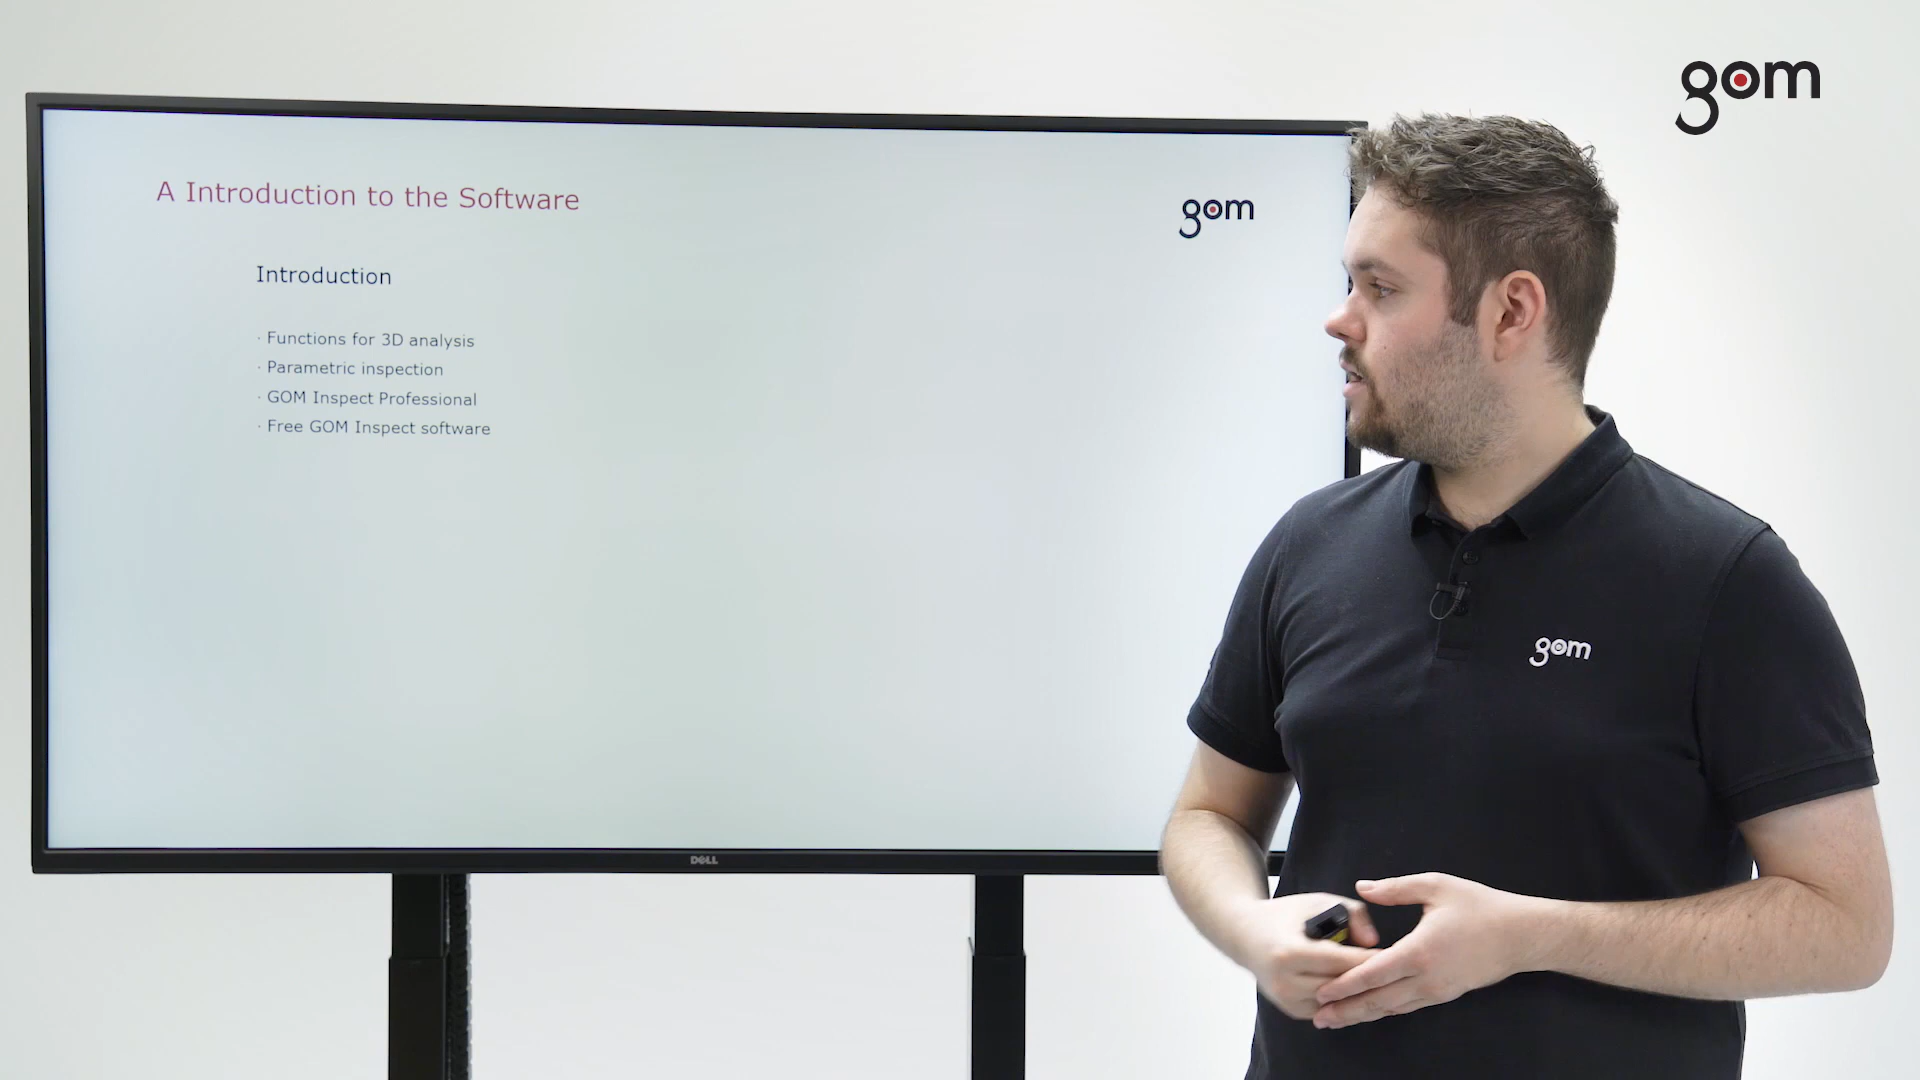 gom
A Introduction to the Software
gom
Introduction
· Functions for 3D analysis
· Parametric inspection
· GOM Inspect Professional
· Free GOM Inspect software
gom
DELL